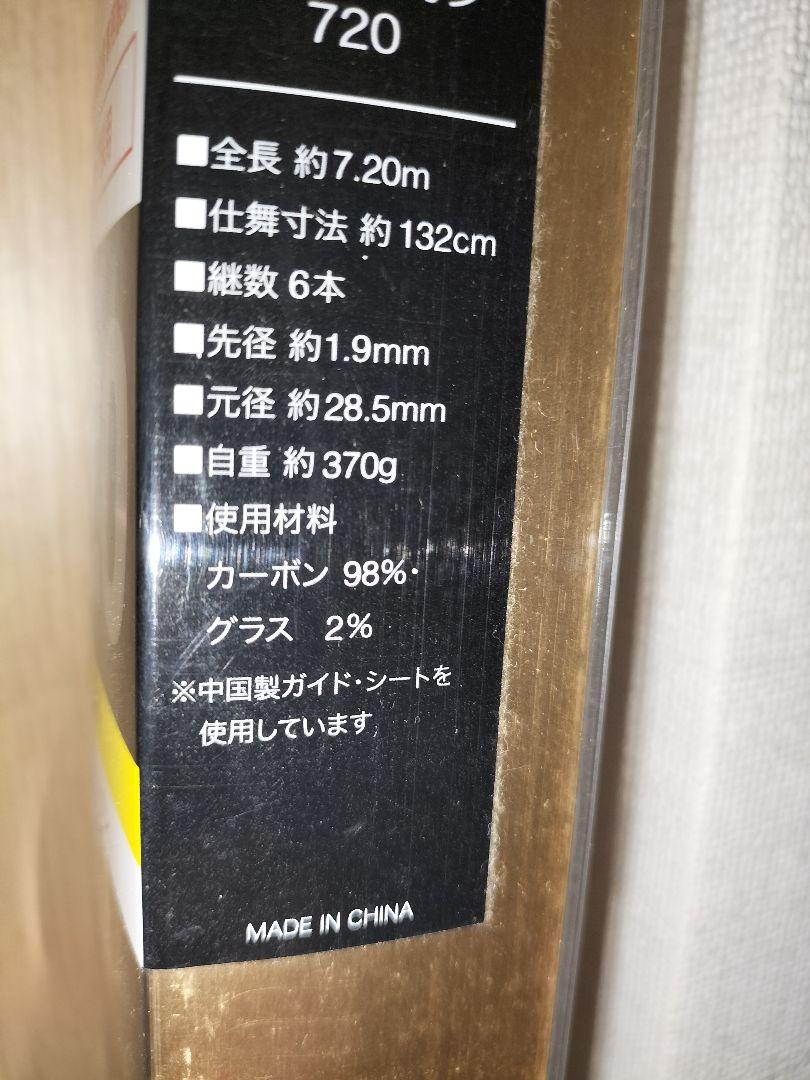 720
■全長 約7.20m
■仕舞寸法 約132cm
■継数 6本
■先径 約1.9mm
■元径 約28.5mm
■自重 約370g
■使用材料
カーボン 98%・
グラス 2%
※中国製ガイド・シートを
使用しています
MADE IN CHINA